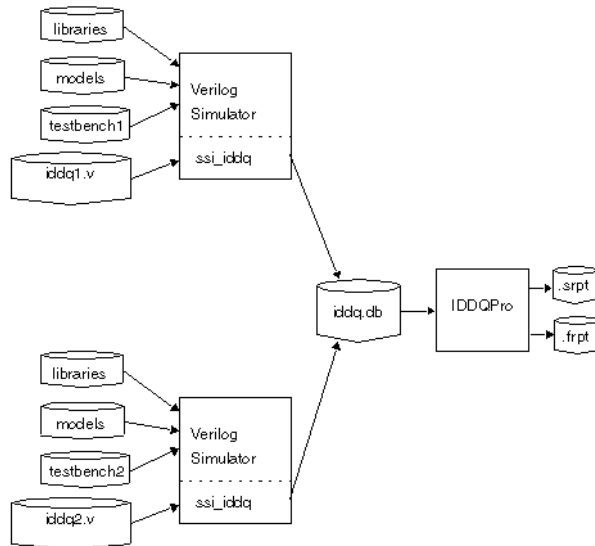 libraries
models
testbench1
iddq1.v
Verilog
Simulator
ssi_iddq
iddq.db
IDDQPro
.srpt
.frpt
libraries
models
testbench2
iddq2.v
Verilog
Simulator
ssi_iddq